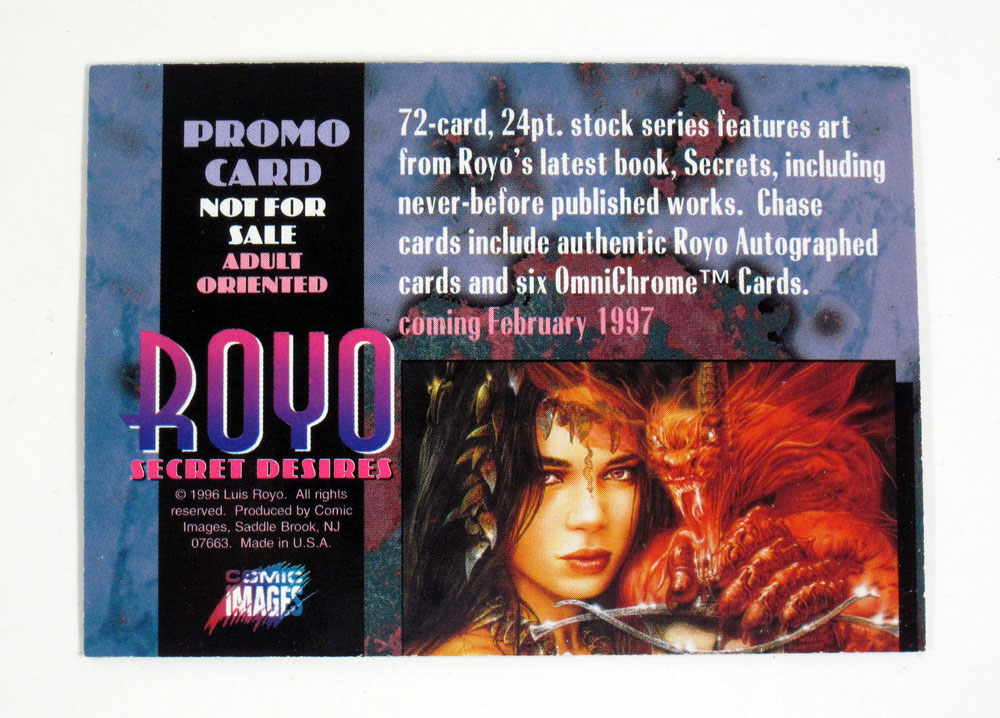 PROMO
CARD
NOT FOR
SALE
ADULT
ORIENTED
ROYO
SECRET DESIRES
© 1996 Luis Royo. All rights
reserved. Produced by Comic
Images, Saddle Brook, NJ
07663. Made in U.S.A.
COMIC
IMAGES
72-card, 24pt. stock series features art
from Royo's latest book, Secrets, including
never-before published works. Chase
cards include authentic Royo Autographed
cards and six OmniChrome™ Cards.
coming February 1997